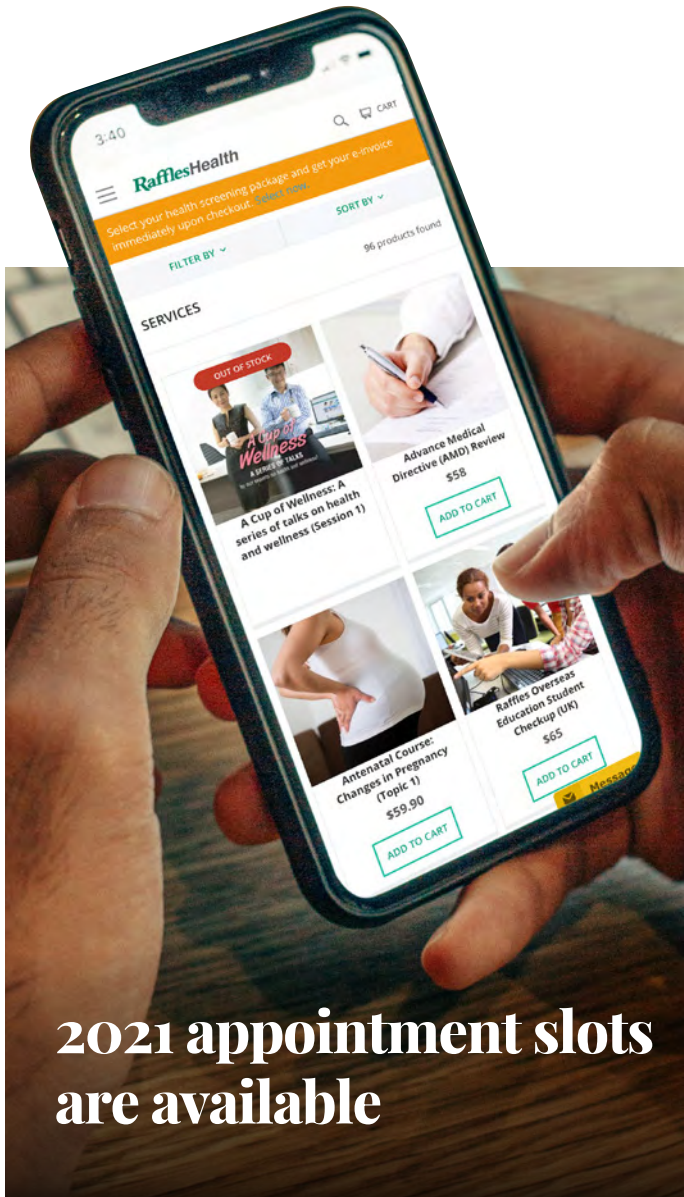 3:40
RafflesHealth
CART
Select your health screening package and get your e-invoice
immediately upon checkout. Select now.
FILTER BY
SORT BY
96 products found
SERVICES
OUT OF STOCK
A Cup of
Wellness
A SERIES OF TALKS
A Cup of Wellness: A
series of talks on health
and wellness (Session 1)
Advance Medical
Directive (AMD) Review
$58
ADD TO CART
Antenatal Course:
Changes in Pregnancy
(Topic 1)
$59.90
ADD TO CART
Raffles Overseas
Education Student
Checkup (UK)
$65
ADD TO CART
Message
2021 appointment slots
are available